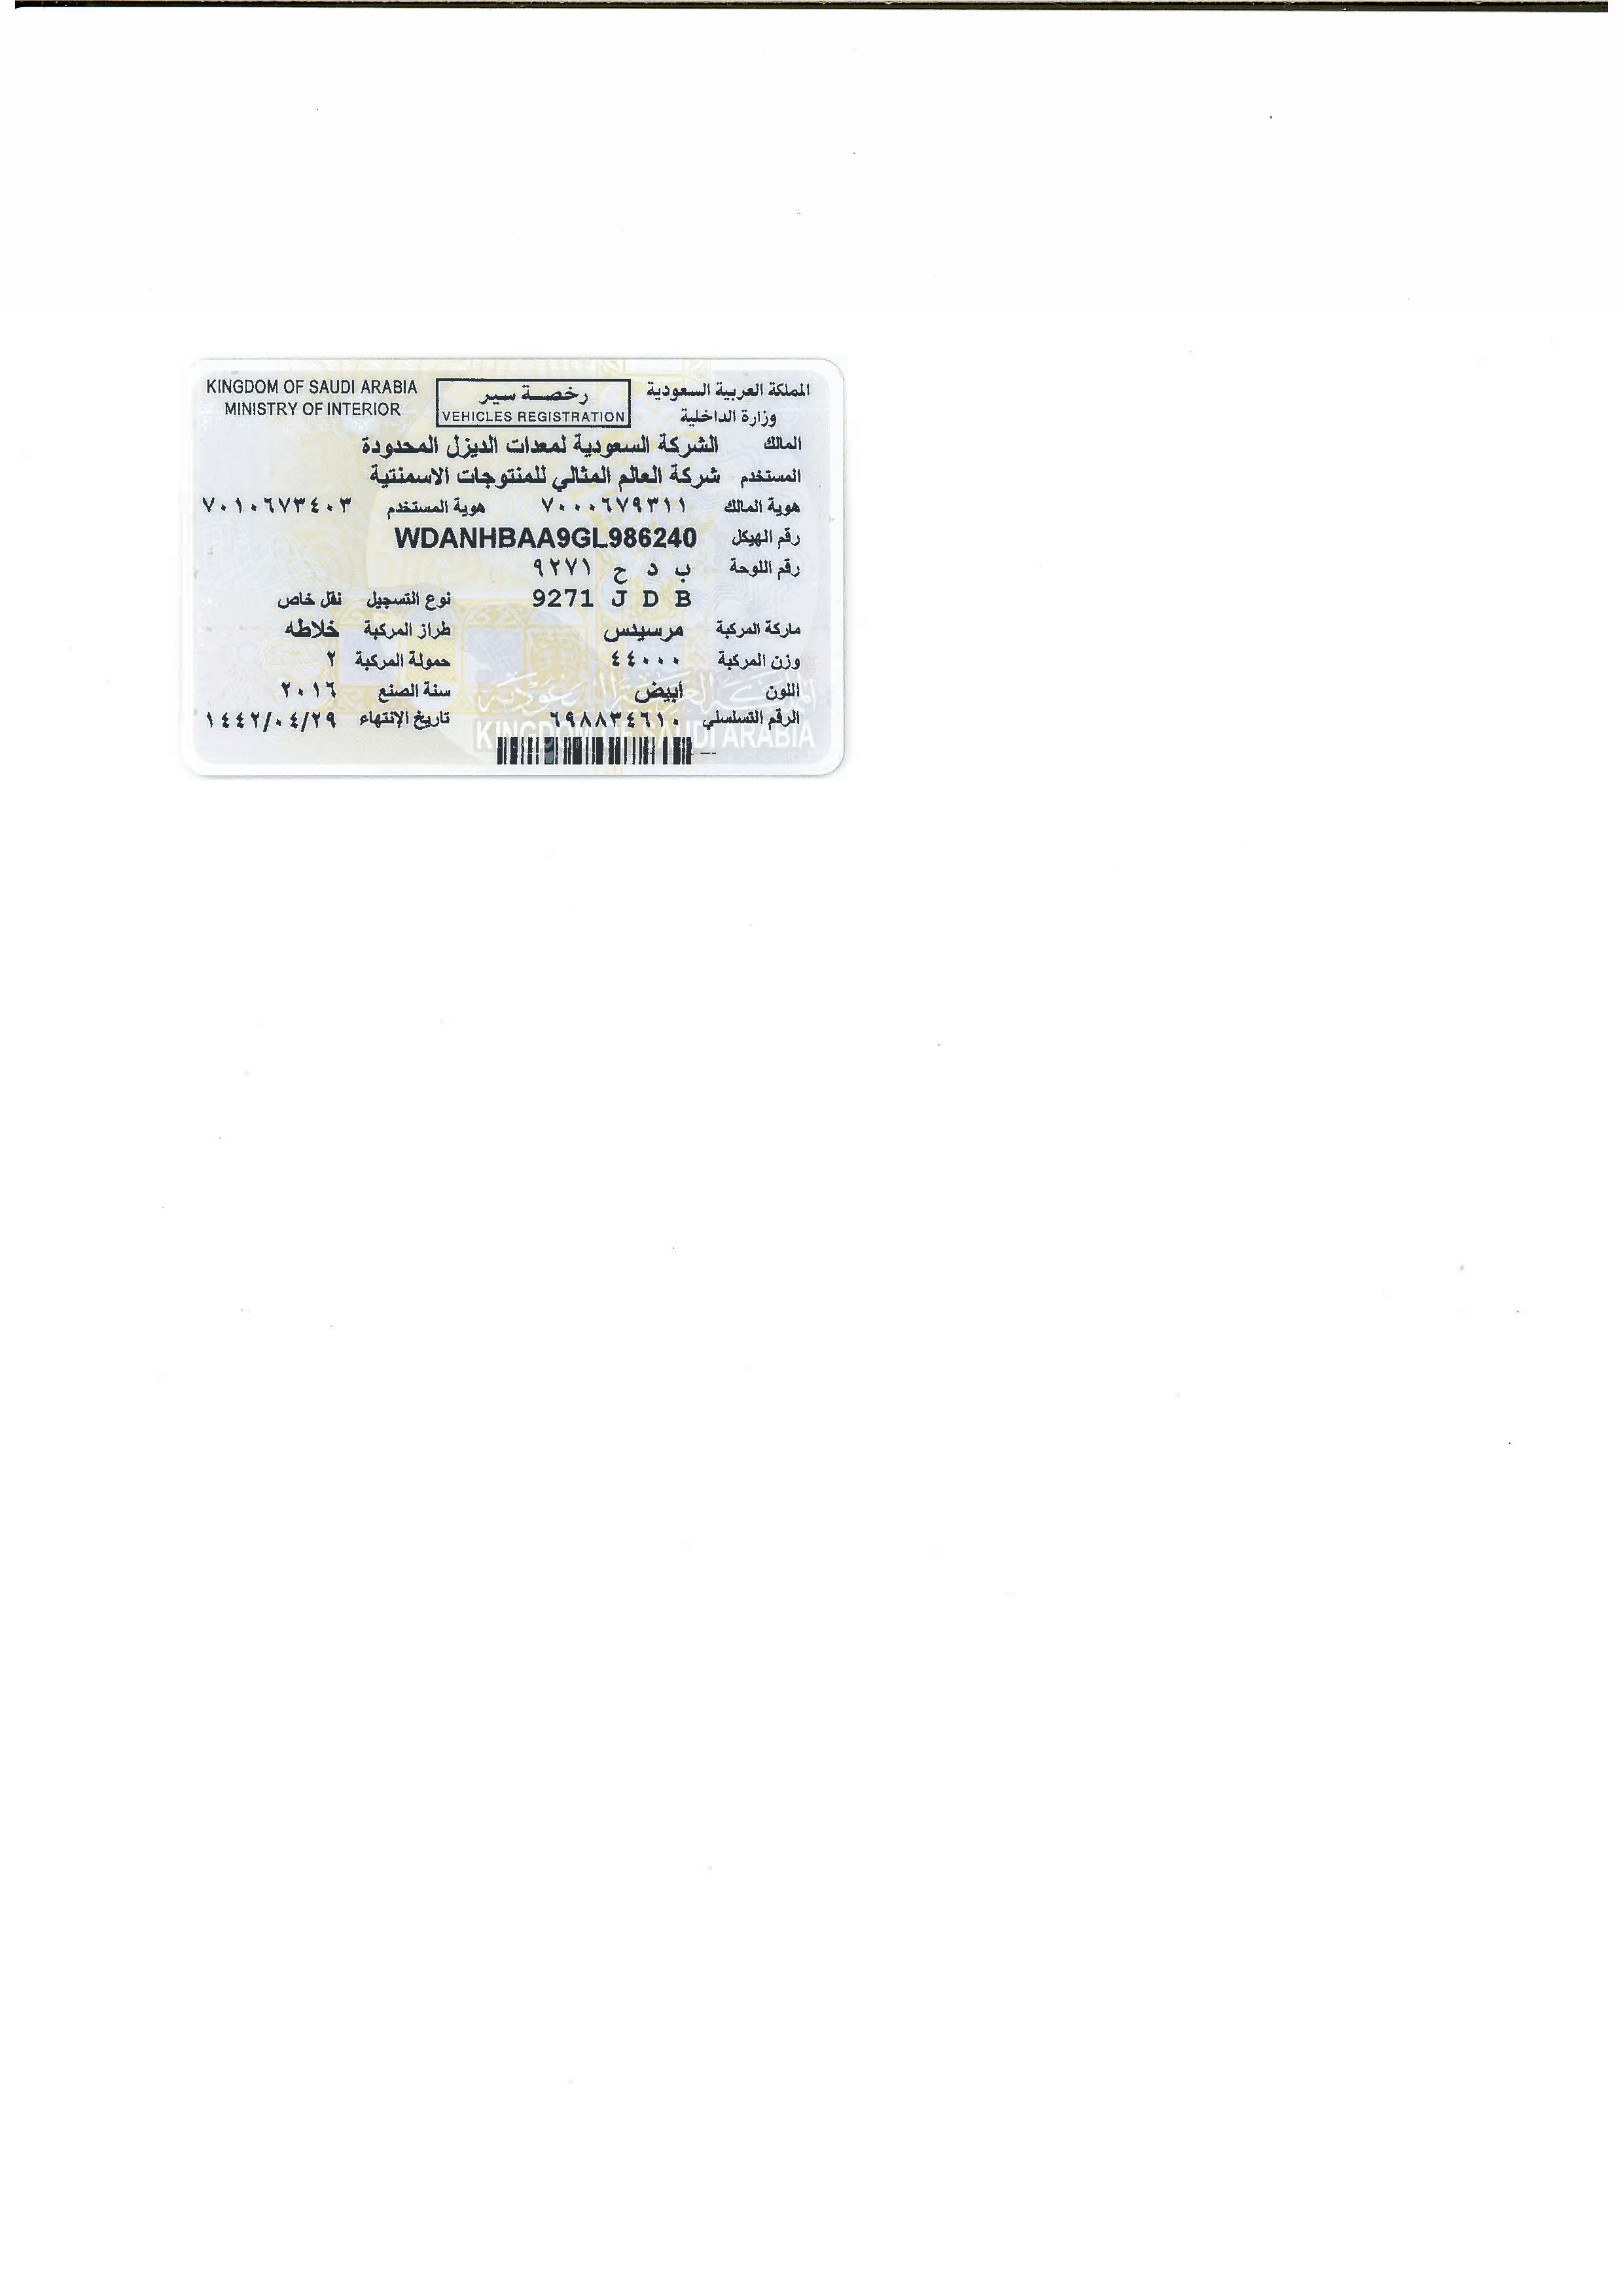 المملكة العربية السعودية رخصة سير KINGDOM OF SAUDI ARABIA
وزارة الداخلية VEHICLES REGISTRATION MINISTRY OF INTERIOR
المالك الشركة السعودية لمعدات الديزل المحدودة
المستخدم شركة العالم المثالي للمنتوجات الاسمنتية
هوية المالك ٧٠٠٠٦٧٩٣١١ هوية المستخدم ٧٠١٠٦٧٣٤٠٣
رقم الهيكل WDANHBAA9GL986240
رقم اللوحة ب د ح ٩٢٧١
9271 J D B نوع التسجيل نقل خاص
ماركة المركبة مرسيدس طراز المركبة خلاطه
وزن المركبة ٤٤٠٠٠ حمولة المركبة ٢
اللون أبيض سنة الصنع ٢٠١٦
الرقم التسلسلي ٦٩٨٨٣٤٦١٠ تاريخ الإنتهاء ١٤٤٢/٠٤/٢٩
المملكة العربية السعودية
KINGDOM OF SAUDI ARABIA